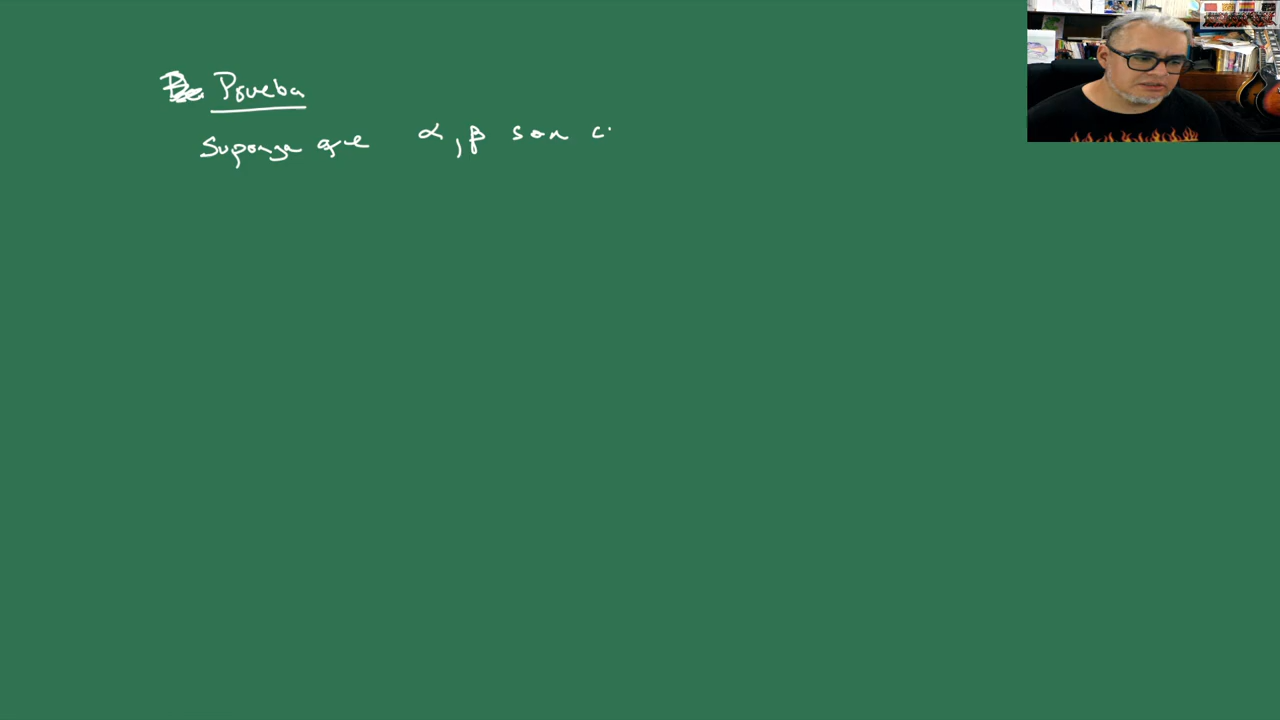 Prueba
Suponga que α, β son c